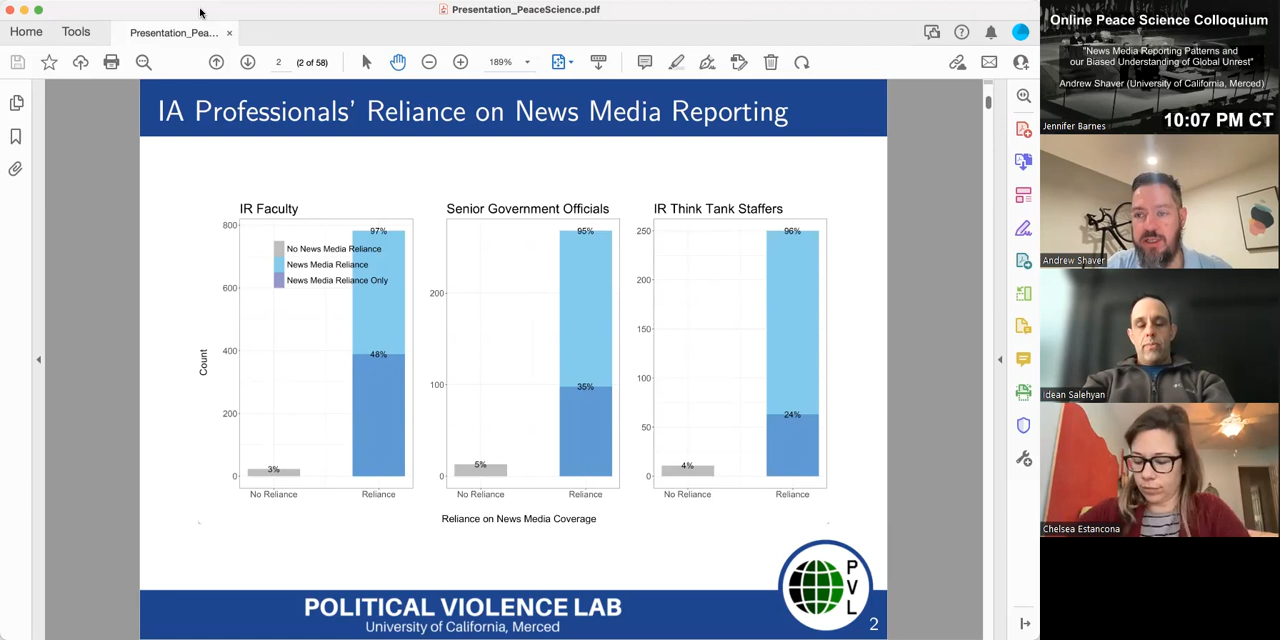 Presentation_PeaceScience.pdf
Home
Tools
Presentation_Pea...
2
(2 of 58)
189%
IA Professionals' Reliance on News Media Reporting
IR Faculty
Senior Government Officials
IR Think Tank Staffers
800
600
400
200
0
Count
No News Media Reliance
News Media Reliance
News Media Reliance Only
97%
48%
3%
No Reliance
Reliance
200
100
0
95%
35%
5%
No Reliance
Reliance
250
200
150
100
50
0
96%
24%
4%
No Reliance
Reliance
Reliance on News Media Coverage
POLITICAL VIOLENCE LAB
University of California, Merced
P
V
L
2
Online Peace Science Colloquium
"News Media Reporting Patterns and
our Biased Understanding of Global Unrest"
Andrew Shaver (University of California, Merced)
10:07 PM CT
Jennifer Barnes
Andrew Shaver
Idean Salehyan
Chelsea Estancona